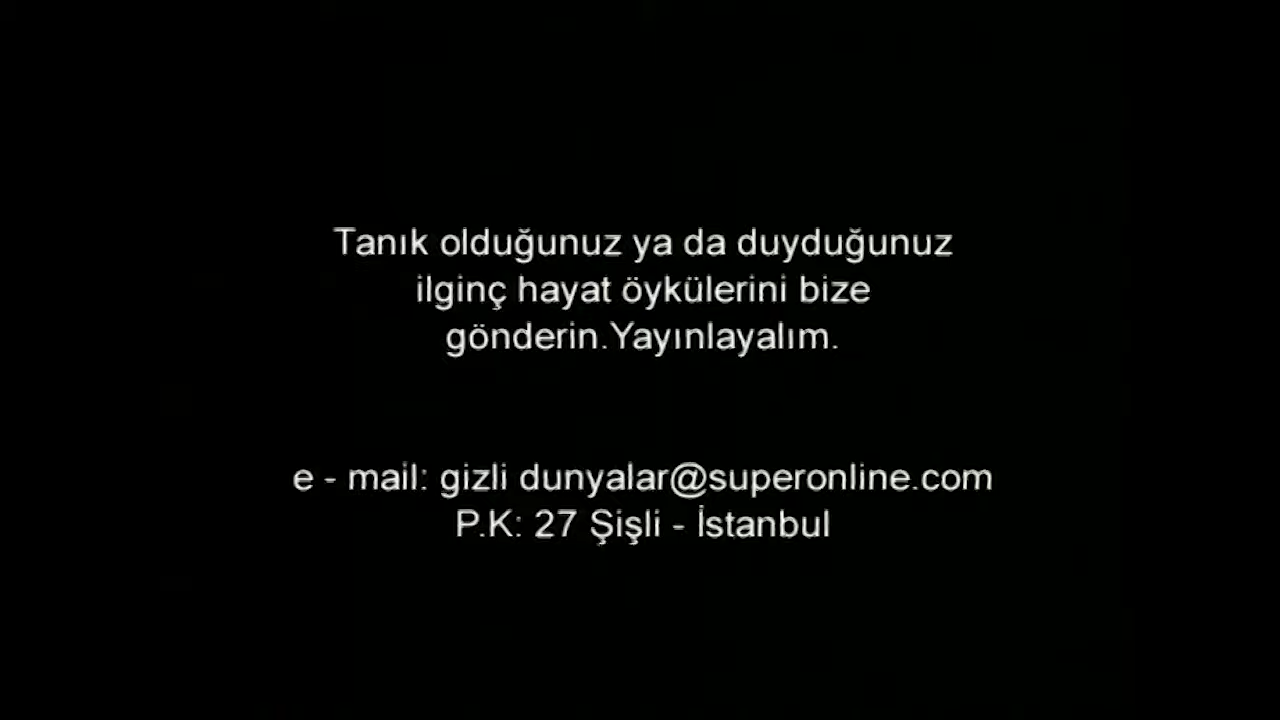 Tanık olduğunuz ya da duyduğunuz
ilginç hayat öykülerini bize
gönderin.Yayınlayalım.
e - mail: gizli dunyalar@superonline.com
P.K: 27 Şişli - İstanbul